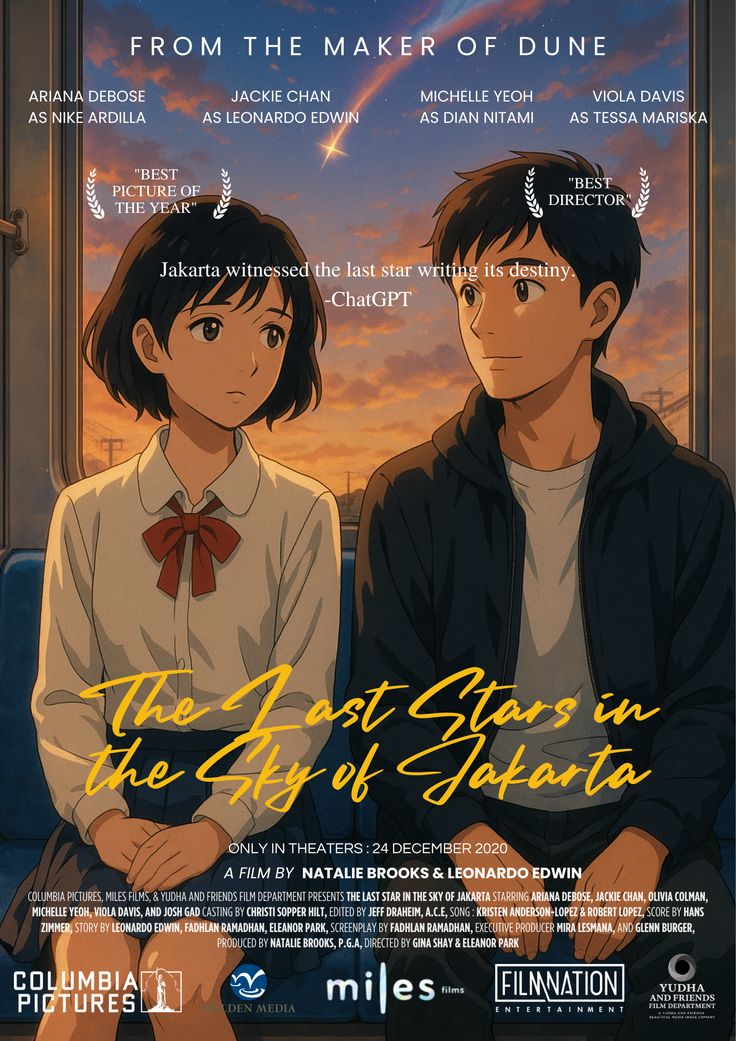 FROM THE MAKER OF DUNE
ARIANA DEBOSE
AS NIKE ARDILLA
JACKIE CHAN
AS LEONARDO EDWIN
MICHELLE YEOH
AS DIAN NITAMI
VIOLA DAVIS
AS TESSA MARISKA
"BEST
PICTURE OF
THE YEAR"
"BEST
DIRECTOR"
Jakarta witnessed the last star writing its destiny.
-ChatGPT
The Last Stars in
the Sky of Jakarta
ONLY IN THEATERS : 24 DECEMBER 2020
A FILM BY NATALIE BROOKS & LEONARDO EDWIN
COLUMBIA PICTURES, MILES FILMS, & YUDHA AND FRIENDS FILM DEPARTMENT PRESENTS THE LAST STAR IN THE SKY OF JAKARTA STARRING ARIANA DEBOSE, JACKIE CHAN, OLIVIA COLMAN,
MICHELLE YEOH, VIOLA DAVIS, AND JOSH GAD CASTING BY CHRISTI SOPPER HILT, EDITED BY JEFF DRAHEIM, A.C.E, SONG : KRISTEN ANDERSON-LOPEZ & ROBERT LOPEZ, SCORE BY HANS
ZIMMER, STORY BY LEONARDO EDWIN, FADHLAN RAMADHAN, ELEANOR PARK, SCREENPLAY BY FADHLAN RAMADHAN, EXECUTIVE PRODUCER MIRA LESMANA, AND GLENN BURGER,
PRODUCED BY NATALIE BROOKS, P.G.A, DIRECTED BY GINA SHAY & ELEANOR PARK
COLUMBIA
PICTURES
MEDIA
miles films
FILMNATION
ENTERTAINMENT
YUDHA
AND FRIENDS
FILM DEPARTMENT
A YUDHA AND FRIENDS